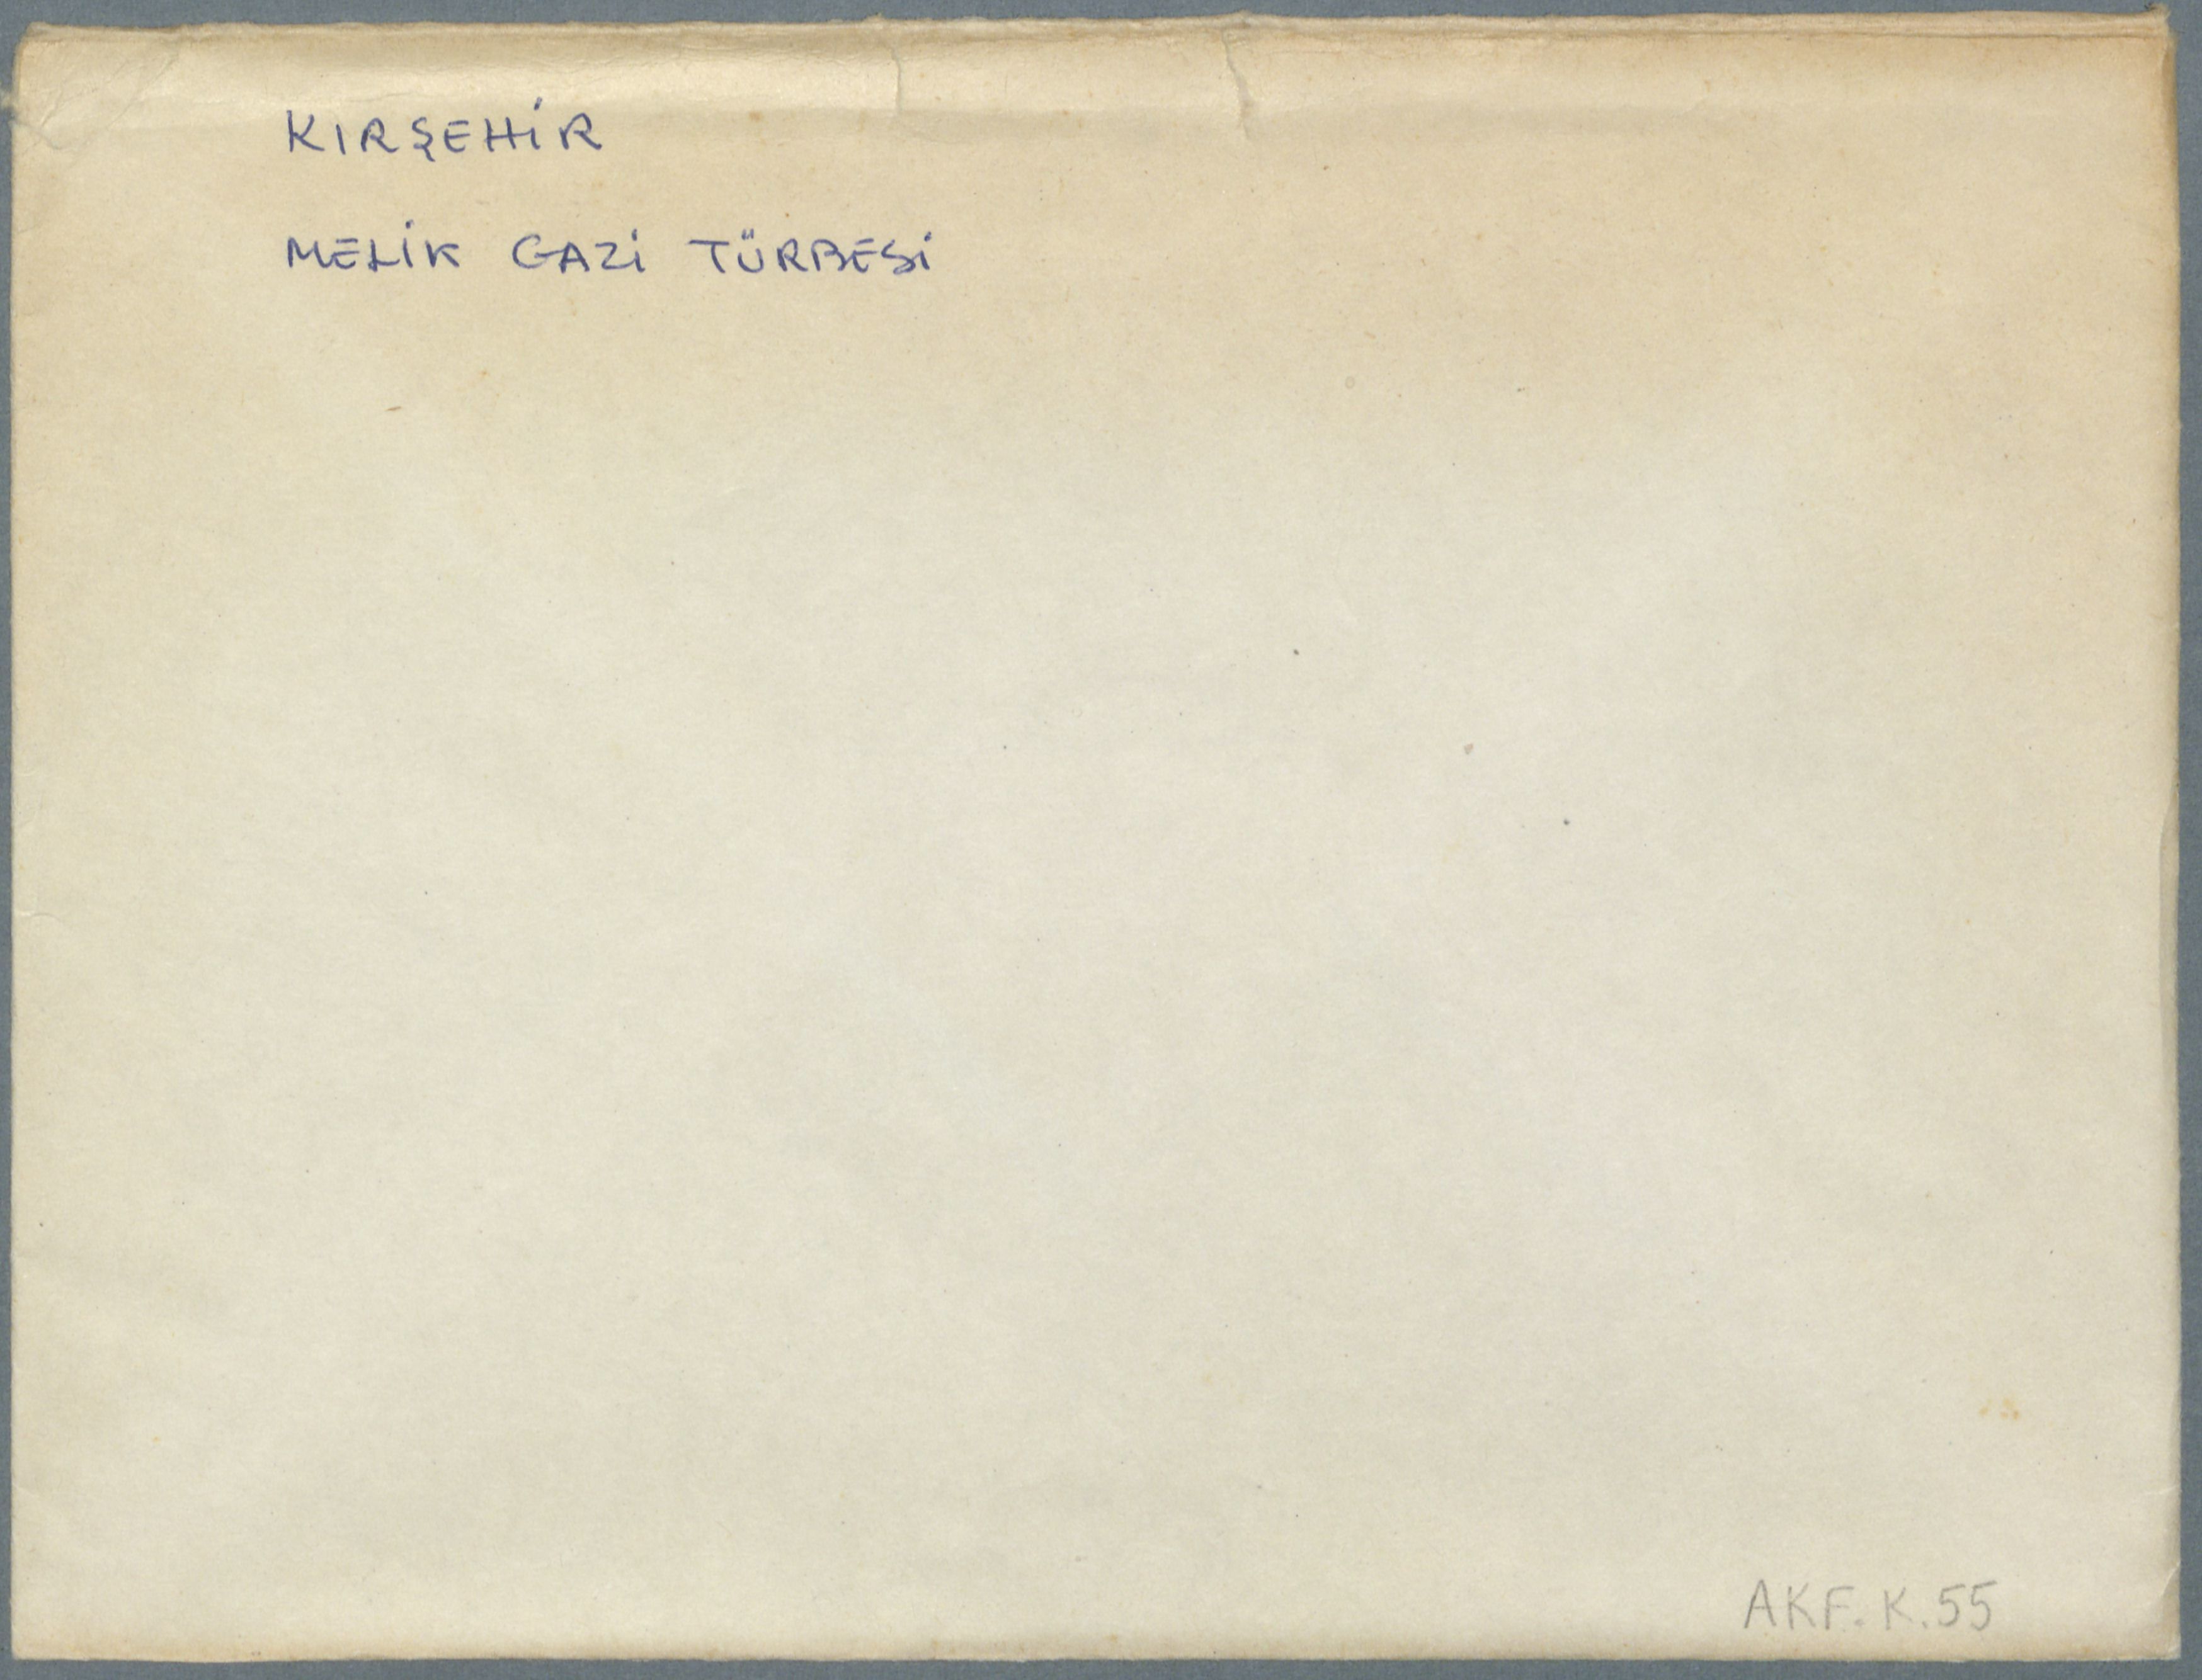 KIRŞEHİR
MELİK GAZİ TÜRBESİ
AKF. K. 55